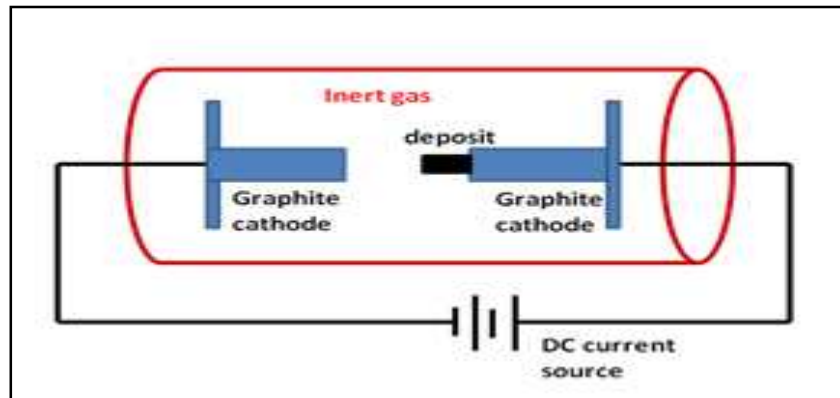 Inert gas
deposit
Graphite
cathode
Graphite
cathode
DC current
source